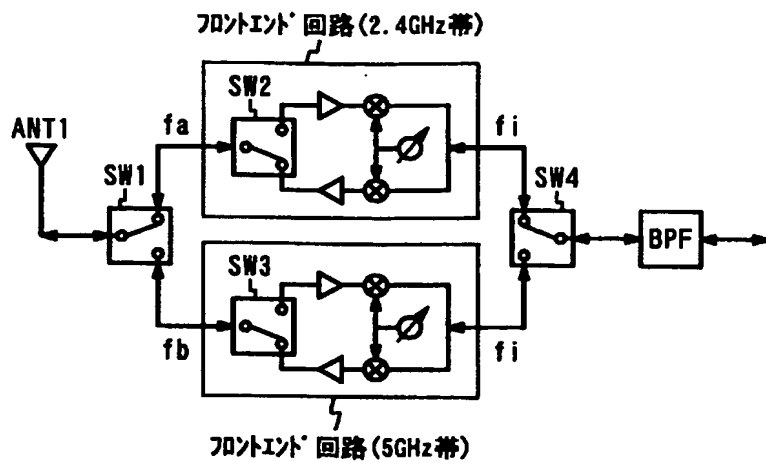 フロントエンド回路(2.4GHz帯)
SW2
ANT1
fa
fi
SW1
SW4
BPF
SW3
fb
fi
フロントエンド回路(5GHz帯)